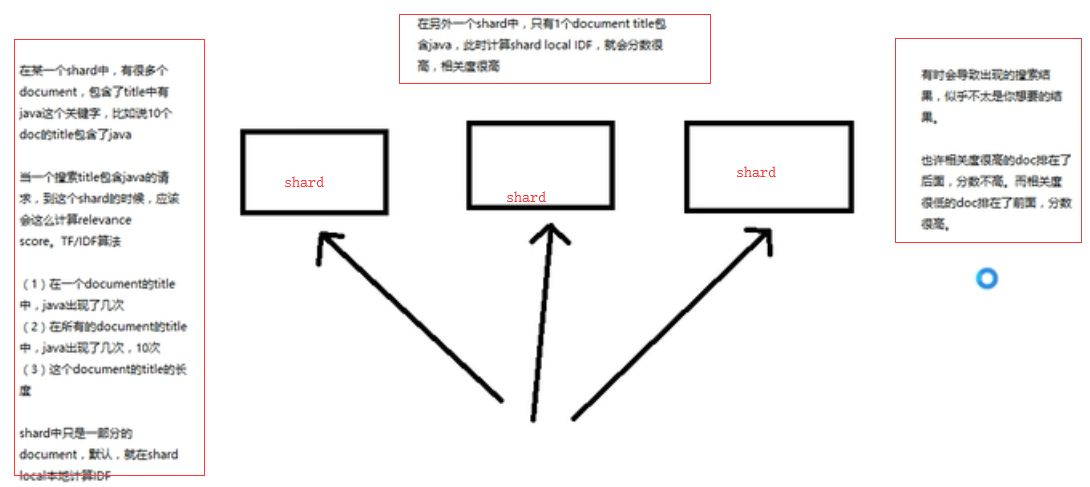 在某一个shard中，有很多个
document，包含了title中有
java这个关键字，比如说10个
doc的title包含了java
当一个搜索title包含java的请
求，到这个shard的时候，应该
会这么计算relevance
score。TF/IDF算法
（1）在一个document的title
中，java出现了几次
（2）在所有的document的title
中，java出现了几次，10次
（3）这个document的title的长
度
shard中只是一部分的
document，默认，就在shard
local本地计算IDF
在另外一个shard中，只有1个document title包
含java，此时计算shard local IDF，就会分数很
高，相关度很高
shard
shard
shard
有时会导致出现的搜索结
果，似乎不太是你想要的结
果。
也许相关度很高的doc排在了
后面，分数不高。而相关度
很低的doc排在了前面，分数
很高。